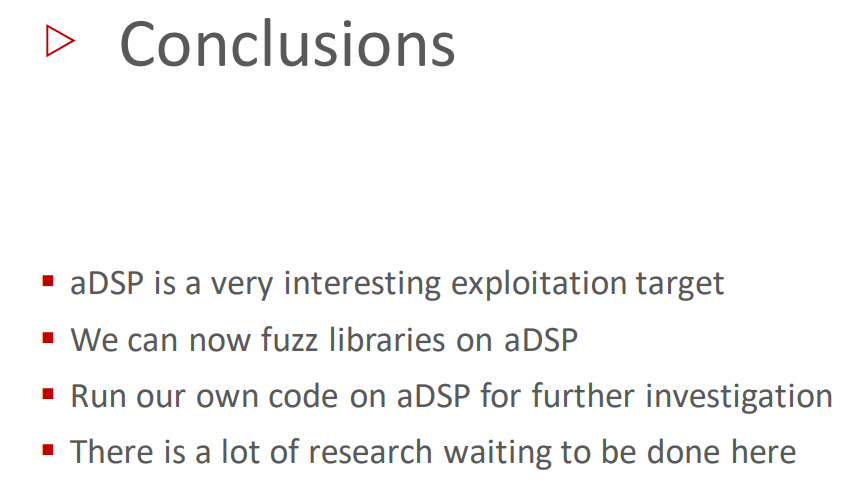 Conclusions
aDSP is a very interesting exploitation target
We can now fuzz libraries on aDSP
Run our own code on aDSP for further investigation
There is a lot of research waiting to be done here